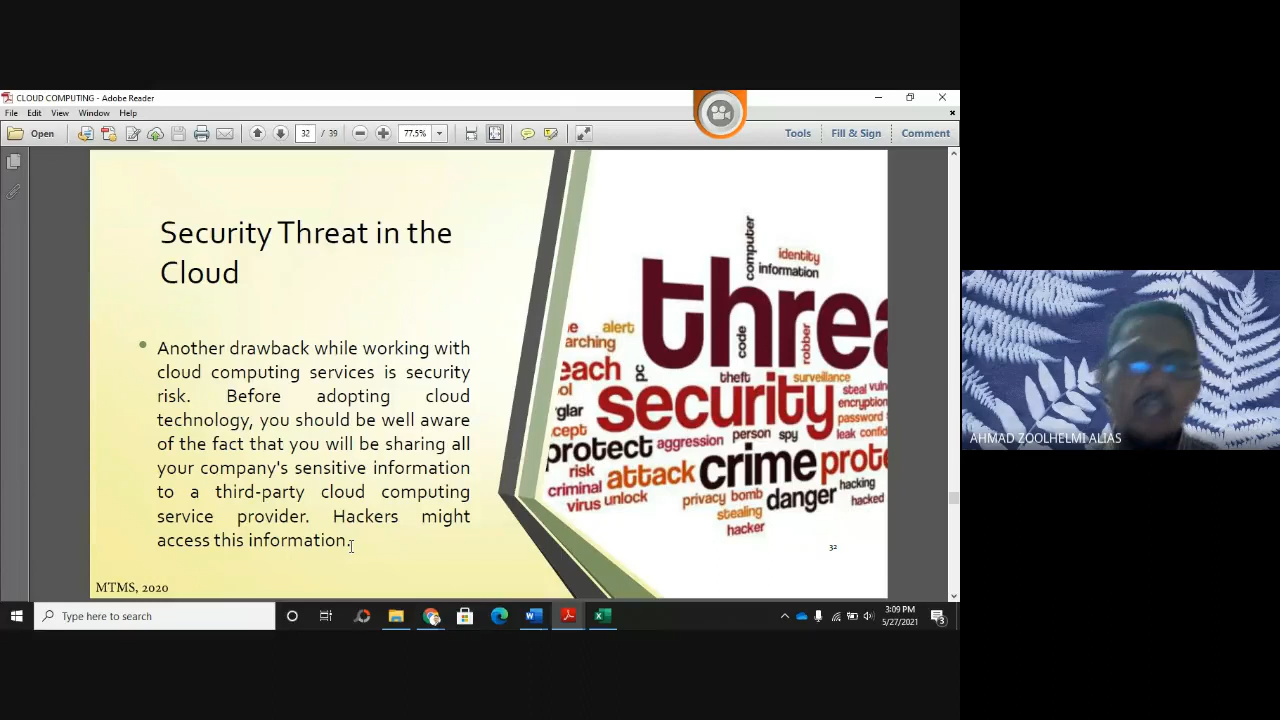 CLOUD COMPUTING - Adobe Reader
File Edit View Window Help
Open 32 / 39 77.5% Tools Fill & Sign Comment
Security Threat in the
Cloud
Another drawback while working with
cloud computing services is security
risk. Before adopting cloud
technology, you should be well aware
of the fact that you will be sharing all
your company's sensitive information
to a third-party cloud computing
service provider. Hackers might
access this information.
MTMS, 2020
computer
identity
information
threa
alert
arching
code
robber
each
pc
theft
surveillance
security
steal vuln
encryption
password
leak confid
glar
cept
protect
aggression
person
spy
risk
attack
crime
prote
criminal
virus
unlock
privacy
bomb
danger
hacking
hacked
stealing
hacker
32
AHMAD ZOOLHELMI ALIAS
Type here to search
3:09 PM
5/27/2021
3